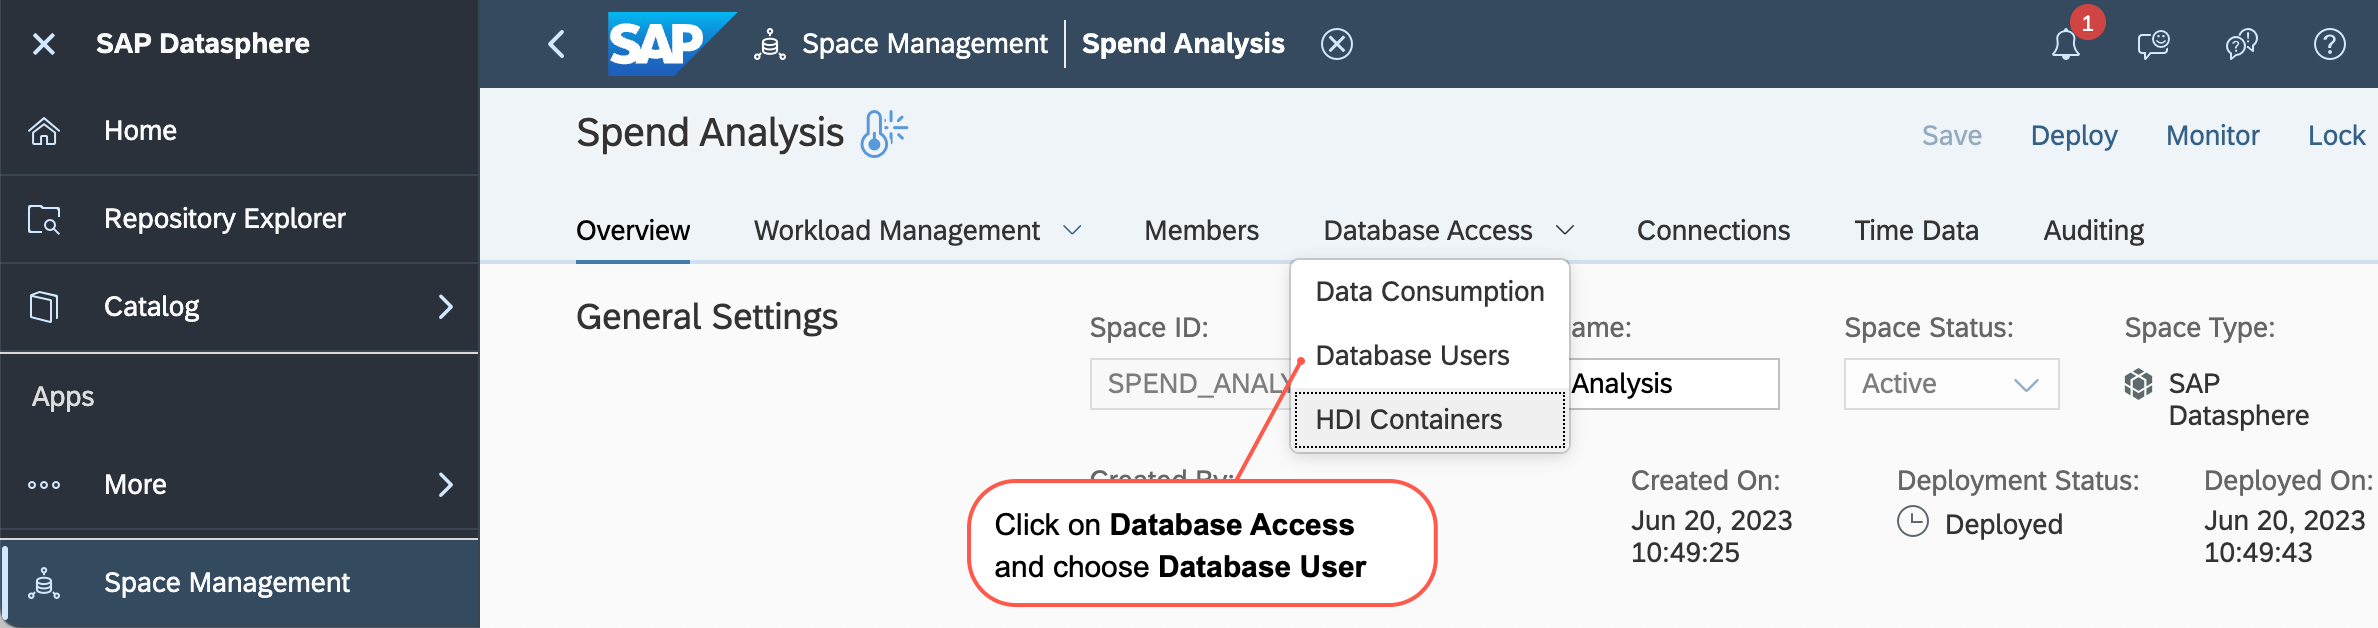 SAP Datasphere
Home
Repository Explorer
Catalog
Apps
More
Space Management
SAP
Space Management
Spend Analysis
1
Spend Analysis
Save
Deploy
Monitor
Lock
Overview
Workload Management
Members
Database Access
Connections
Time Data
Auditing
Data Consumption
Database Users
HDI Containers
General Settings
Space ID:
ame:
Space Status:
Space Type:
SPEND_ANALY
Analysis
Active
SAP
Datasphere
Created By:
Created On:
Deployment Status:
Deployed On:
Jun 20, 2023
10:49:25
Deployed
Jun 20, 2023
10:49:43
Click on Database Access
and choose Database User